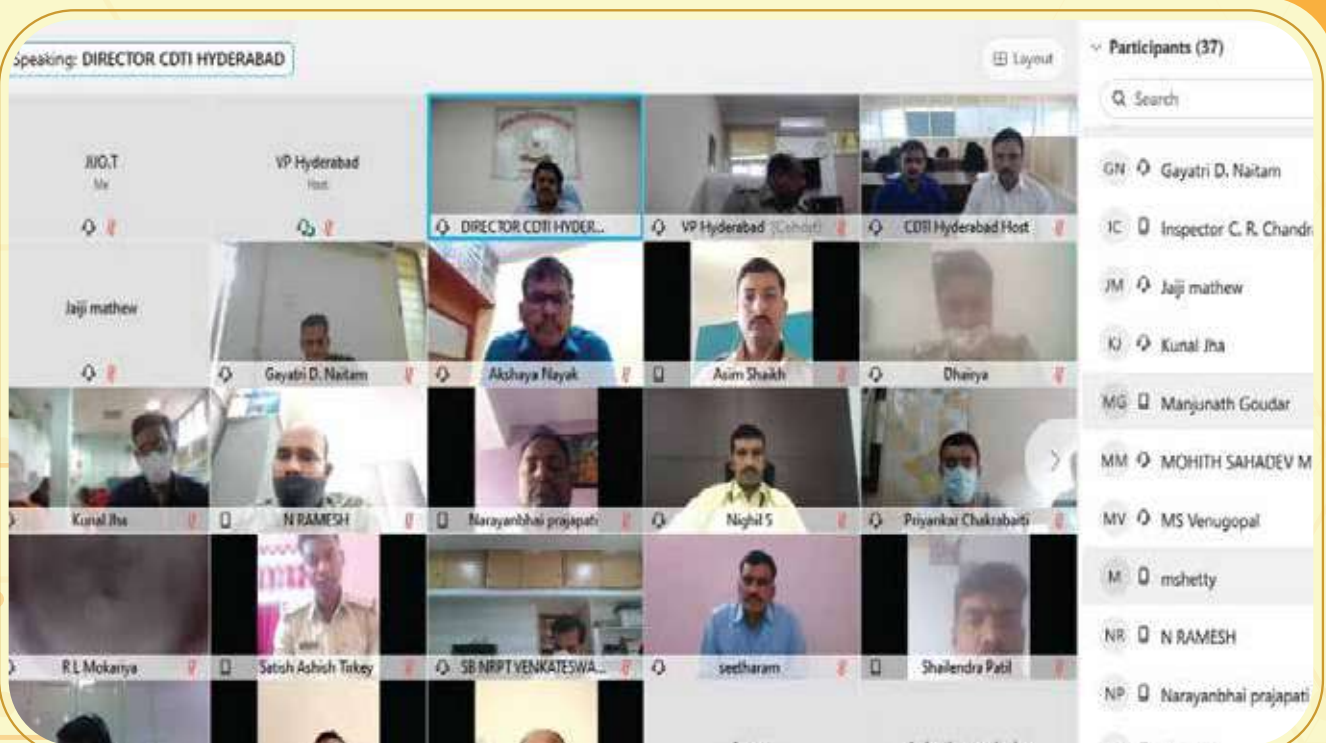 Speaking: DIRECTOR CDTI HYDERABAD
Layout
JIJO.T
Me
VP Hyderabad
Host
DIRECTOR CDTI HYDER...
VP Hyderabad (Cohost)
CDTI Hyderabad Host
Jaiji mathew
Gayatri D. Naitam
Akshaya Nayak
Asim Shaikh
Dhairya
Kunal Jha
N RAMESH
Narayanbhai prajapati
Nighil S
Priyankar Chakrabarti
R L Mokariya
Satish Ashish Tirkey
SB NRPT VENKATESWA...
seetharam
Shailendra Patil
Participants (37)
Search
GN Gayatri D. Naitam
IC Inspector C. R. Chandr
JM Jaiji mathew
KJ Kunal Jha
MG Manjunath Goudar
MM MOHITH SAHADEV M
MV MS Venugopal
M mshetty
NR N RAMESH
NP Narayanbhai prajapati